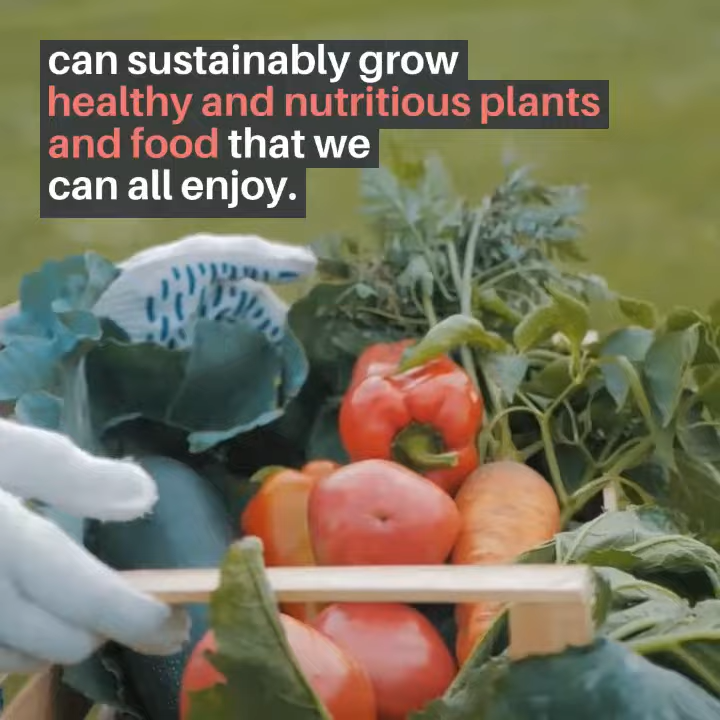 can sustainably grow
healthy and nutritious plants
and food that we
can all enjoy.